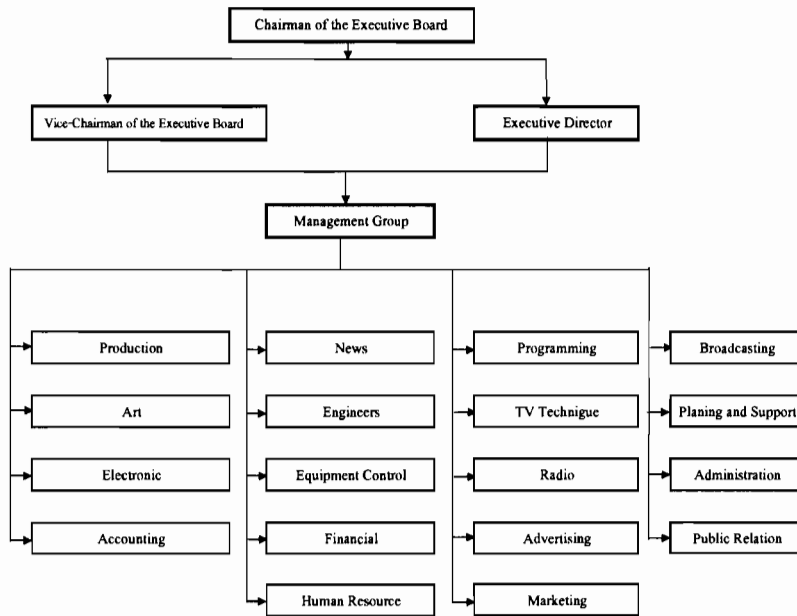 Chairman of the Executive Board
Vice-Chairman of the Executive Board
Executive Director
Management Group
Production
News
Programming
Broadcasting
Art
Engineers
TV Technigue
Planing and Support
Electronic
Equipment Control
Radio
Administration
Accounting
Financial
Advertising
Public Relation
Human Resource
Marketing